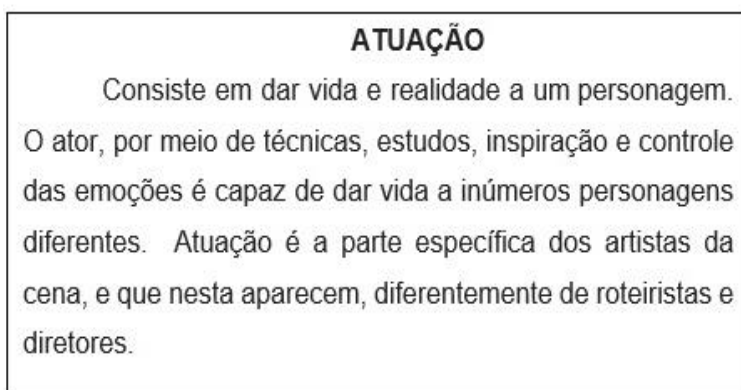 ATUAÇÃO
Consiste em dar vida e realidade a um personagem.
O ator, por meio de técnicas, estudos, inspiração e controle
das emoções é capaz de dar vida a inúmeros personagens
diferentes. Atuação é a parte específica dos artistas da
cena, e que nesta aparecem, diferentemente de roteiristas e
diretores.